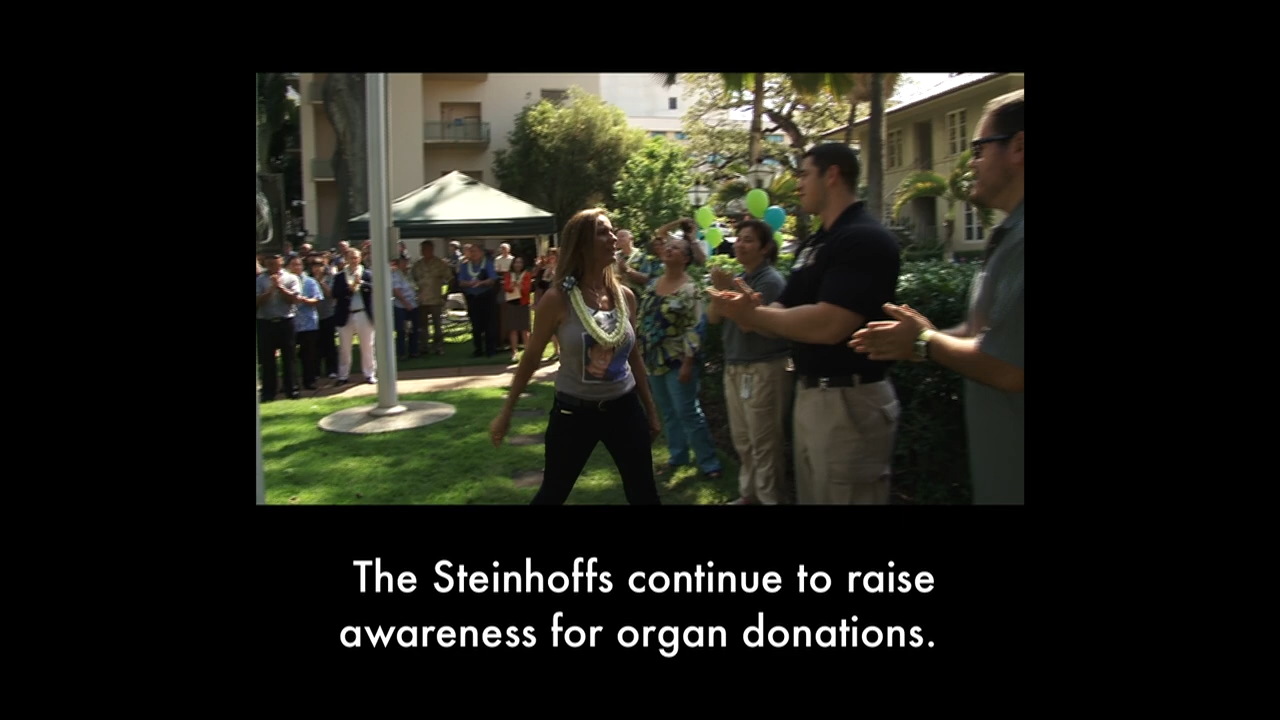 The Steinhoffs continue to raise
awareness for organ donations.